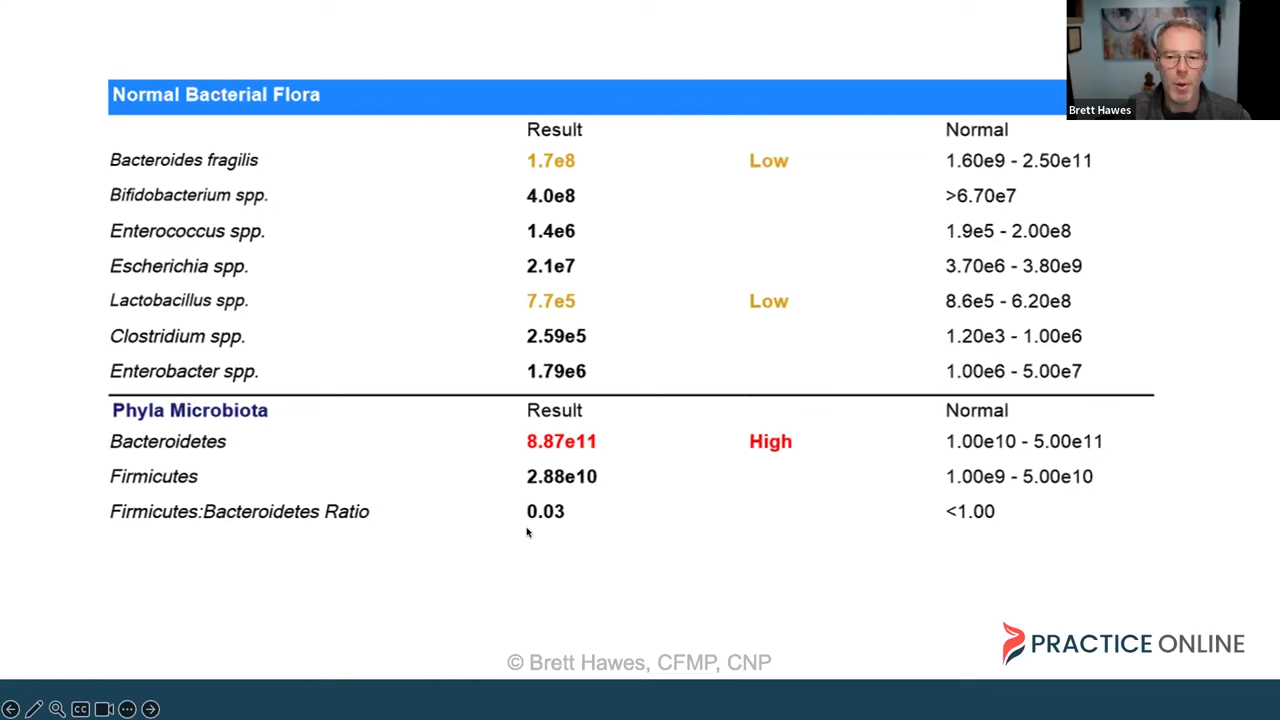 Brett Hawes
Normal Bacterial Flora
Result Normal
Bacteroides fragilis 1.7e8 Low 1.60e9 - 2.50e11
Bifidobacterium spp. 4.0e8 >6.70e7
Enterococcus spp. 1.4e6 1.9e5 - 2.00e8
Escherichia spp. 2.1e7 3.70e6 - 3.80e9
Lactobacillus spp. 7.7e5 Low 8.6e5 - 6.20e8
Clostridium spp. 2.59e5 1.20e3 - 1.00e6
Enterobacter spp. 1.79e6 1.00e6 - 5.00e7
Phyla Microbiota Result Normal
Bacteroidetes 8.87e11 High 1.00e10 - 5.00e11
Firmicutes 2.88e10 1.00e9 - 5.00e10
Firmicutes:Bacteroidetes Ratio 0.03 <1.00
PRACTICE ONLINE
© Brett Hawes, CFMP, CNP
CC